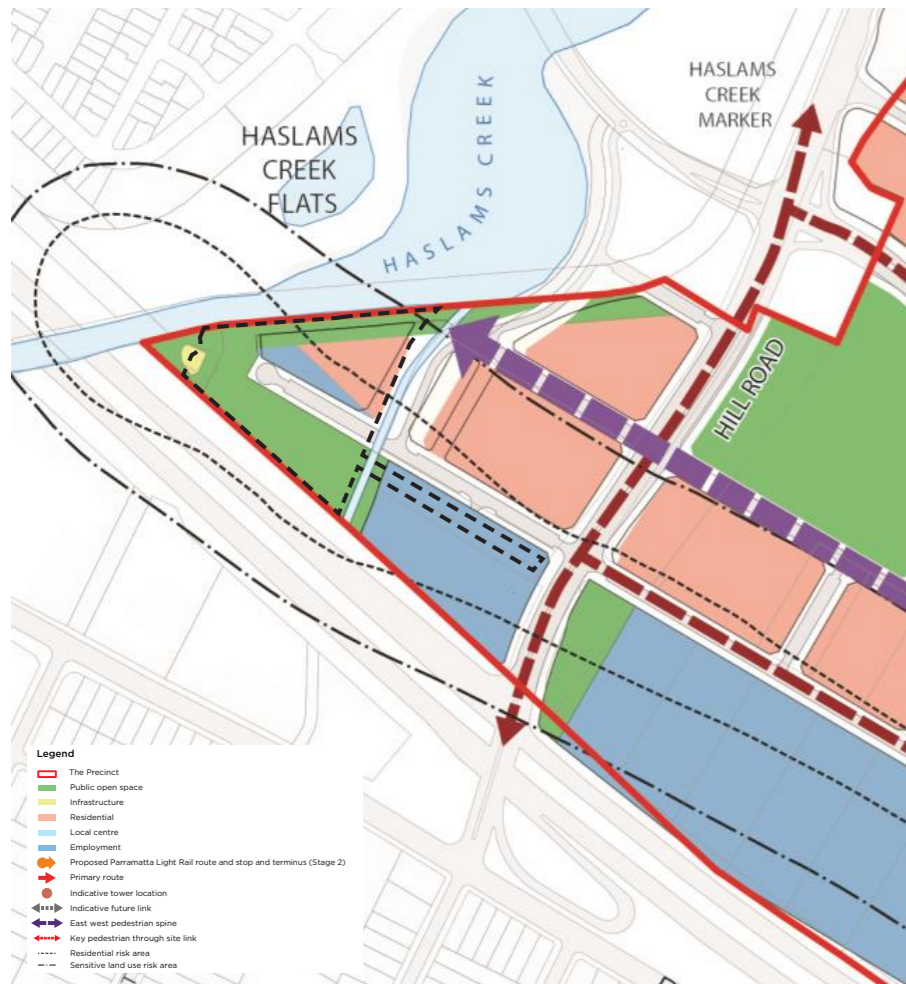 HASLAMS
CREEK
MARKER
HASLAMS
CREEK
FLATS
HASLAMS CREEK
HILL ROAD
Legend
The Precinct
Public open space
Infrastructure
Residential
Local centre
Employment
Proposed Parramatta Light Rail route and stop and terminus (Stage 2)
Primary route
Indicative tower location
Indicative future link
East west pedestrian spine
Key pedestrian through site link
Residential risk area
Sensitive land use risk area